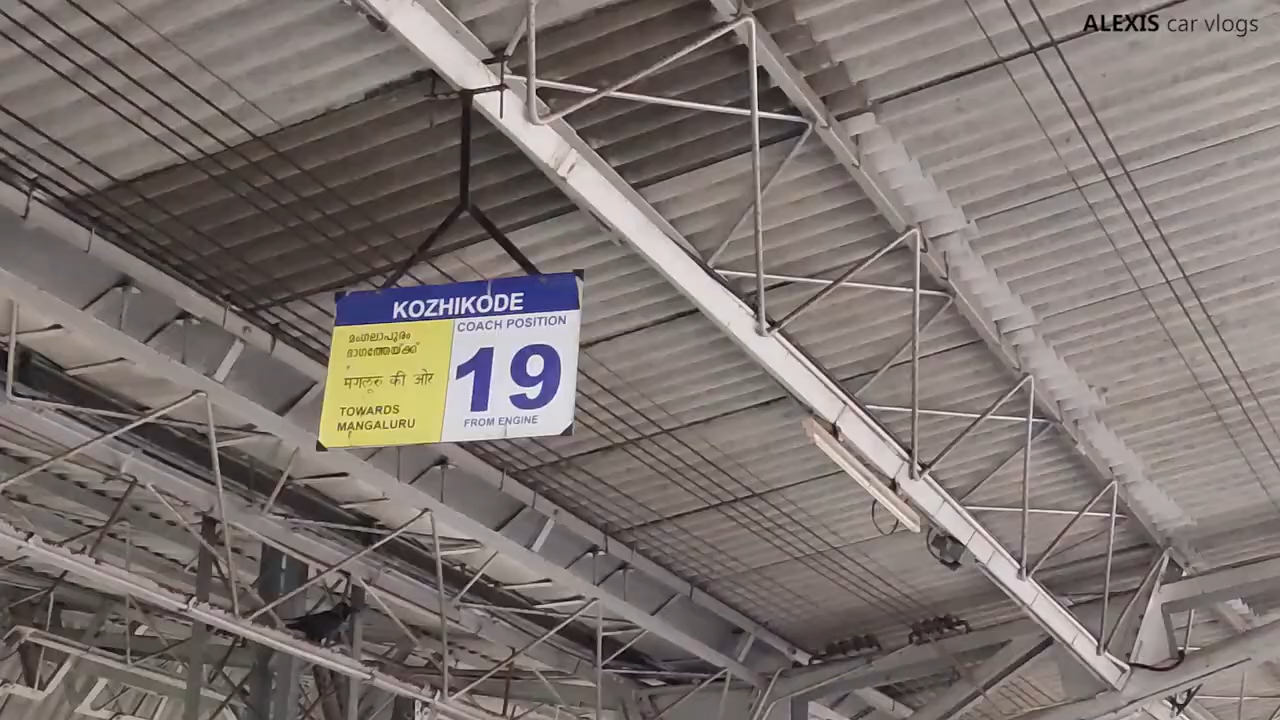 ALEXIS car vlogs
KOZHIKODE
മംഗലാപുരം
ഭാഗത്തേയ്ക്ക്
मंगलूरु की ओर
TOWARDS
MANGALURU
COACH POSITION
19
FROM ENGINE